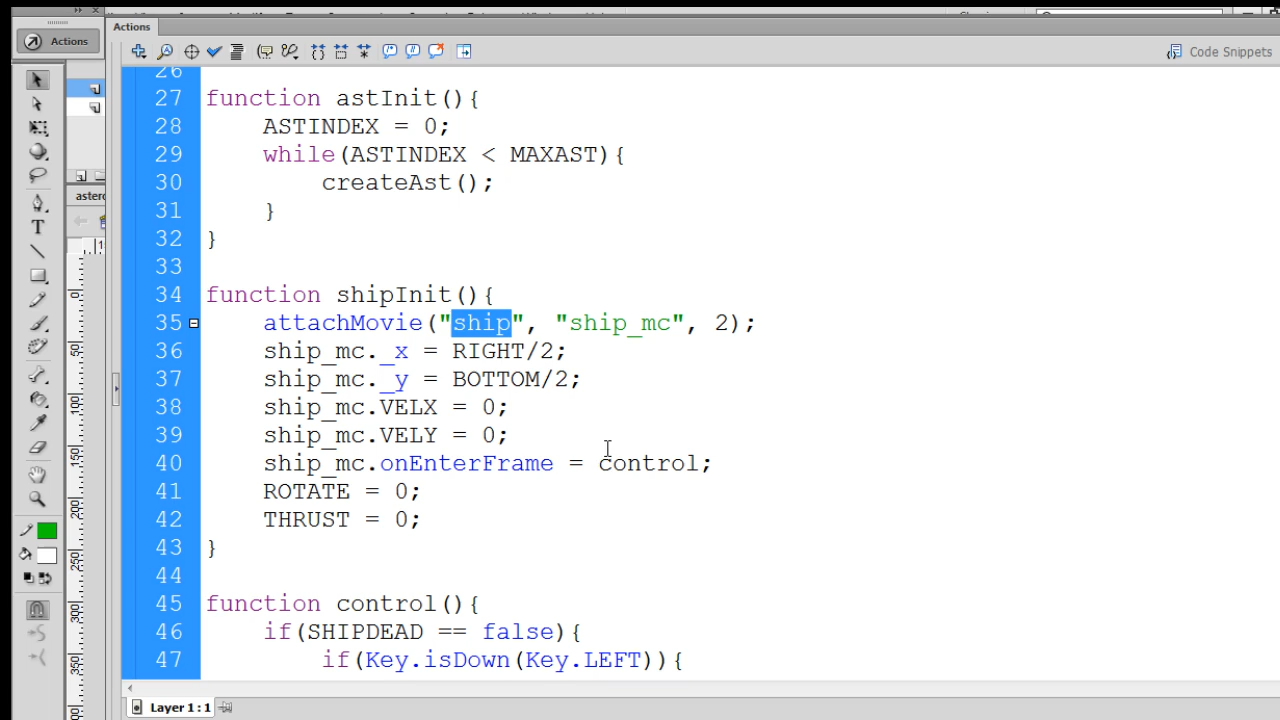 Actions
Actions
Code Snippets
26
27 function astInit(){
28 ASTINDEX = 0;
29 while(ASTINDEX < MAXAST){
30 createAst();
31 }
32 }
33
34 function shipInit(){
35 attachMovie("ship", "ship_mc", 2);
36 ship_mc._x = RIGHT/2;
37 ship_mc._y = BOTTOM/2;
38 ship_mc.VELX = 0;
39 ship_mc.VELY = 0;
40 ship_mc.onEnterFrame = control;
41 ROTATE = 0;
42 THRUST = 0;
43 }
44
45 function control(){
46 if(SHIPDEAD == false){
47 if(Key.isDown(Key.LEFT)){
Layer 1 : 1